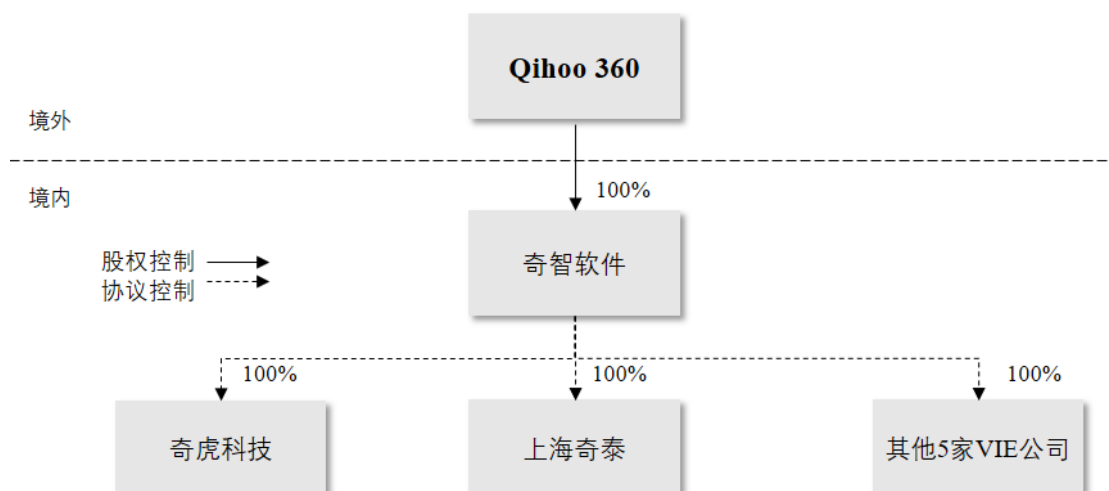 Qihoo 360
境外
境内
100%
股权控制
协议控制
奇智软件
100%
100%
100%
奇虎科技
上海奇泰
其他5家VIE公司